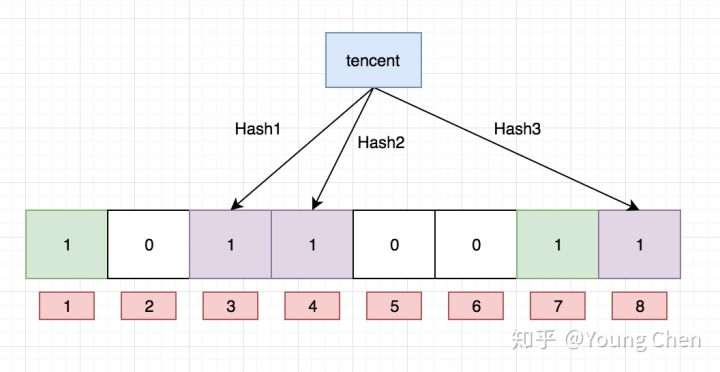 tencent
Hash1
Hash2
Hash3
1 0 1 1 0 0 1 1
1 2 3 4 5 6 7 8
知乎 @Young Chen